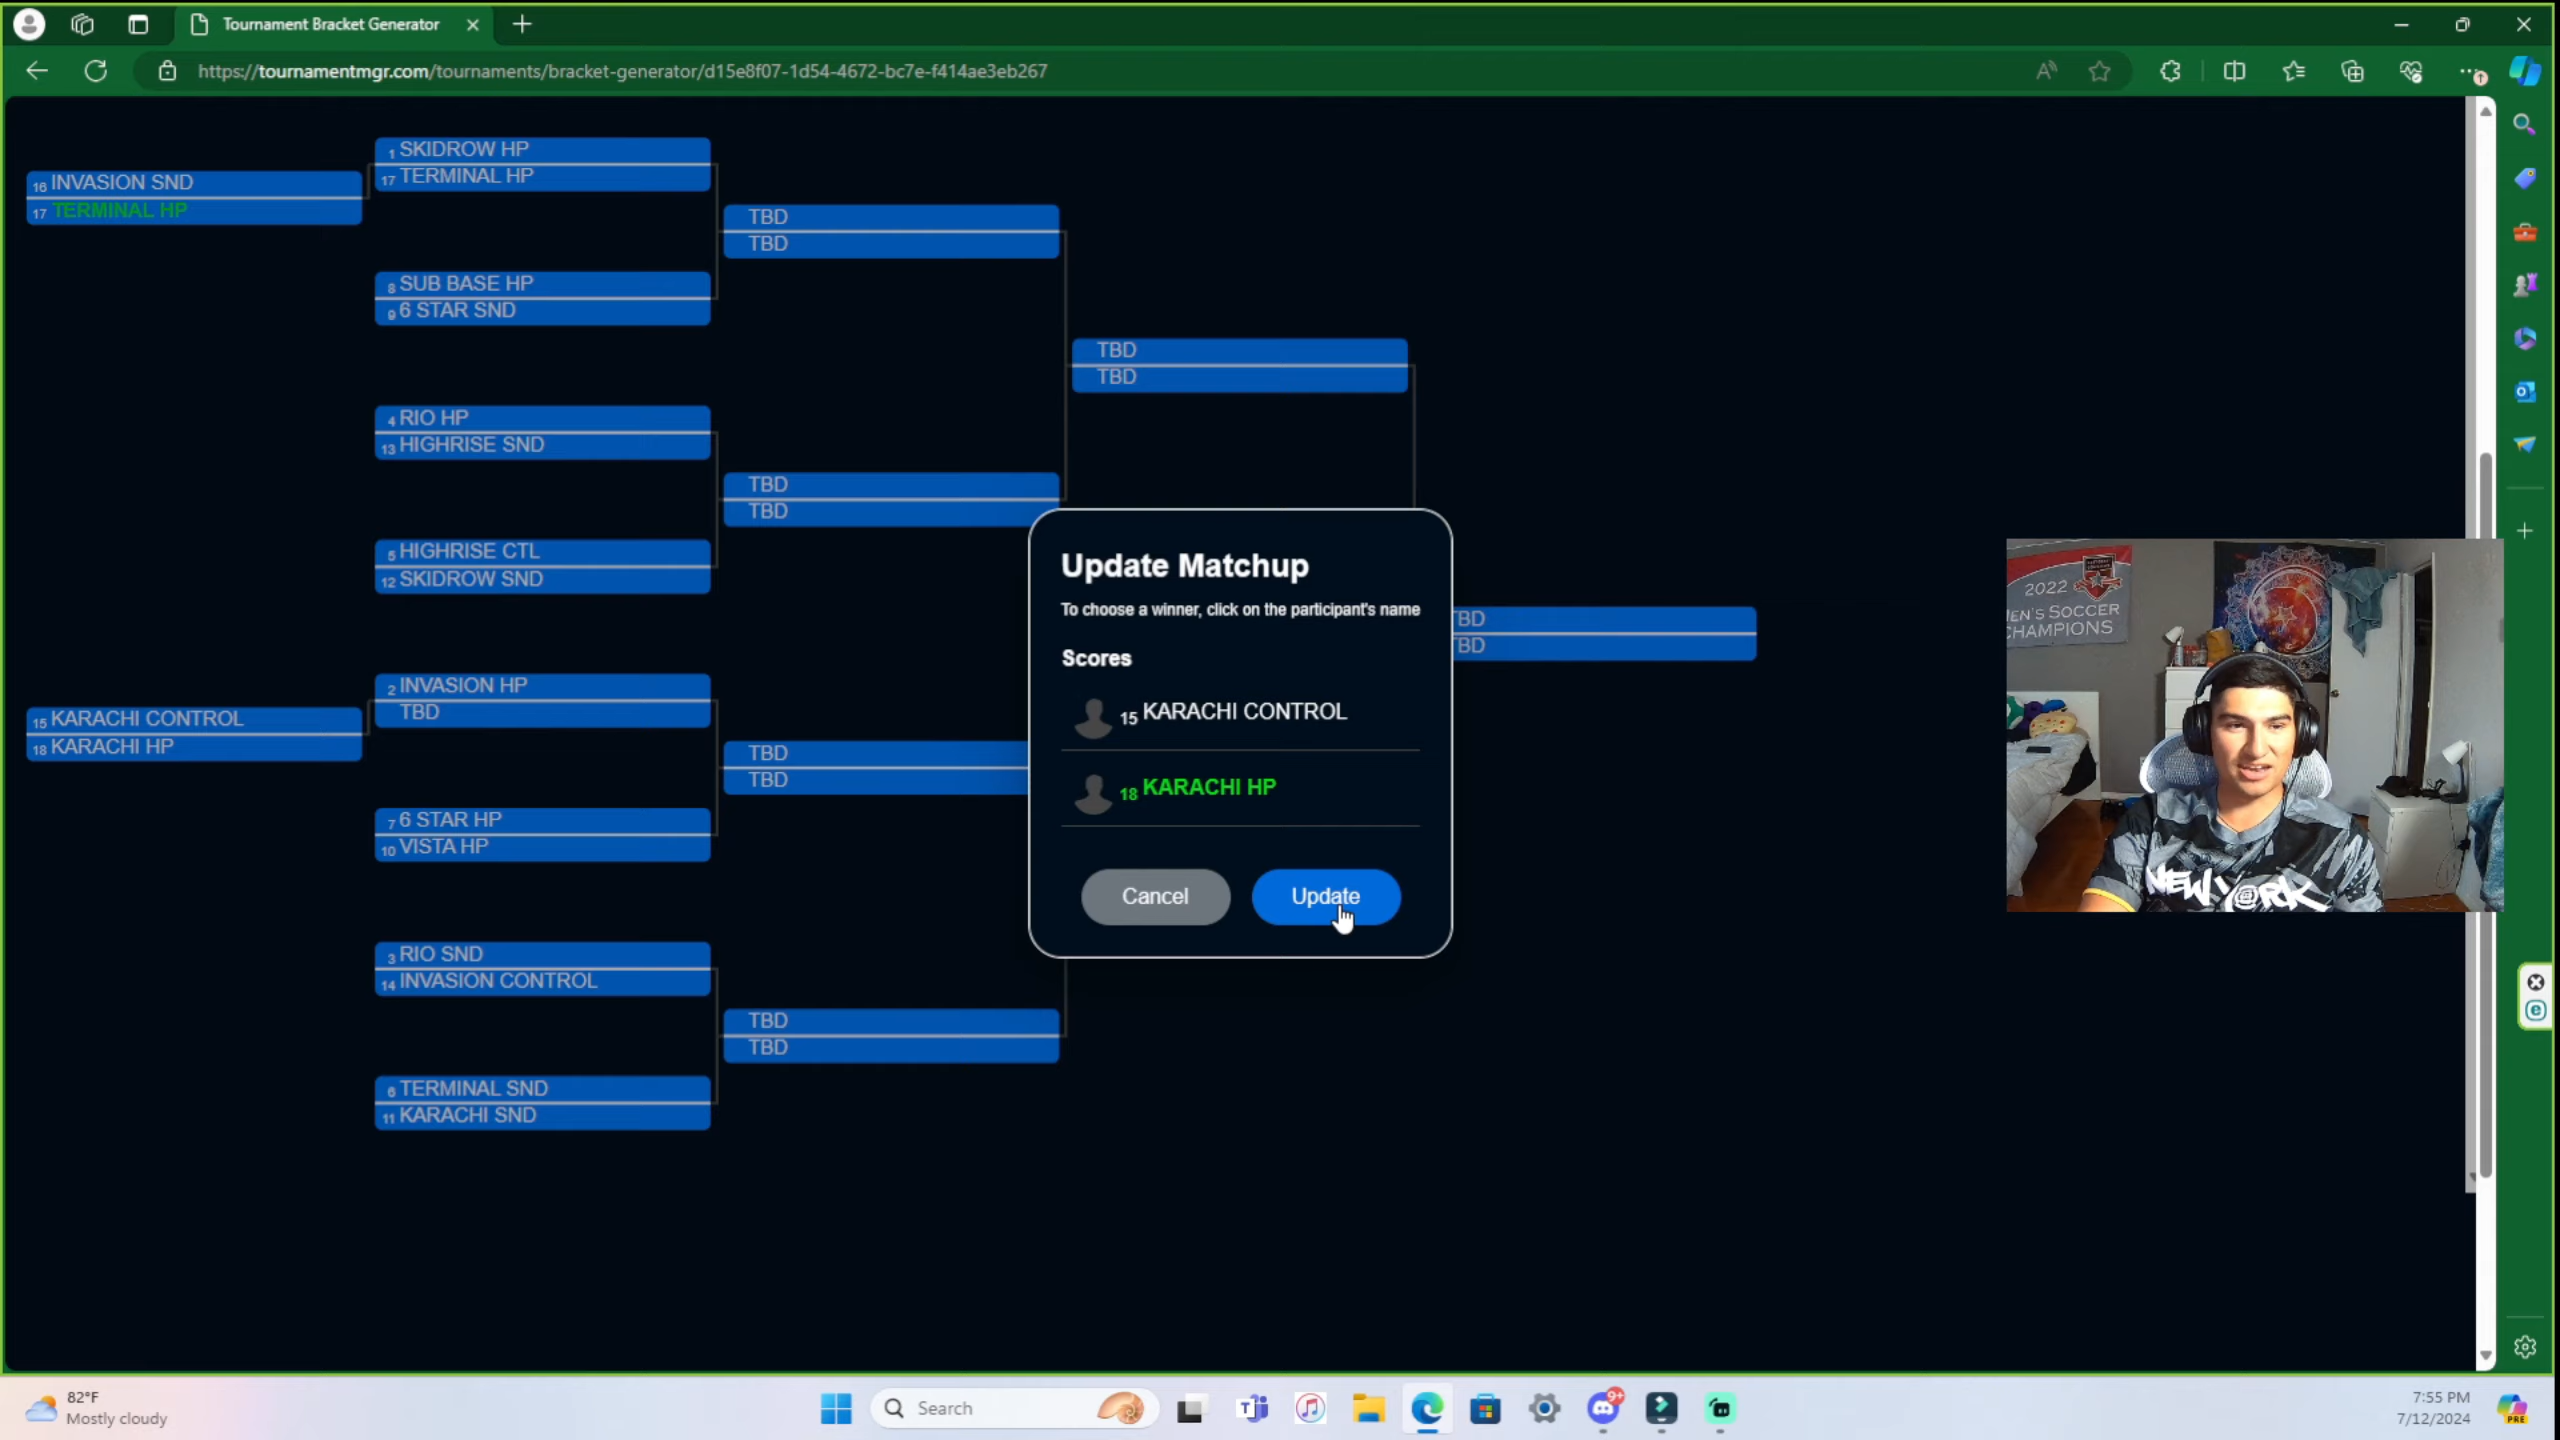 Tournament Bracket Generator
https://tournamentmgr.com/tournaments/bracket-generator/d15e8f07-1d54-4672-bc7e-f414ae3eb267
16 INVASION SND
17 TERMINAL HP
15 KARACHI CONTROL
18 KARACHI HP
1 SKIDROW HP
17 TERMINAL HP
8 SUB BASE HP
9 6 STAR SND
4 RIO HP
13 HIGHRISE SND
5 HIGHRISE CTL
12 SKIDROW SND
2 INVASION HP
TBD
7 6 STAR HP
10 VISTA HP
3 RIO SND
14 INVASION CONTROL
6 TERMINAL SND
11 KARACHI SND
TBD
TBD
TBD
TBD
TBD
TBD
TBD
TBD
TBD
TBD
TBD
TBD
Update Matchup
To choose a winner, click on the participant's name
Scores
15 KARACHI CONTROL
18 KARACHI HP
Cancel
Update
2022
MEN'S SOCCER
CHAMPIONS
NEW YORK
82°F
Mostly cloudy
Search
9+
7:55 PM
7/12/2024
PRE